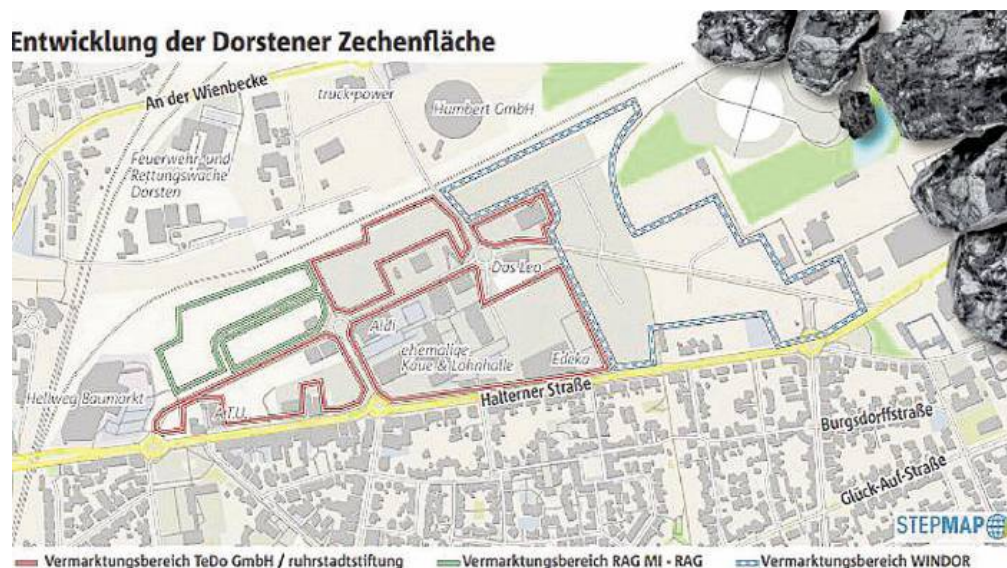 Entwicklung der Dorstener Zechenfläche
An der Wienbecke
truck-power
Humbert GmbH
Feuerwehr und
Rettungswache
Dorsten
Das Leo
Aldi
ehemalige
Kaue & Lohnhalle
Edeka
Hellweg Baumarkt
A.T.U.
Halterner Straße
Burgsdorffstraße
Glück-Auf-Straße
STEPMAP
Vermarktungsbereich TeDo GmbH / ruhrstadtstiftung
Vermarktungsbereich RAG MI - RAG
Vermarktungsbereich WINDOR